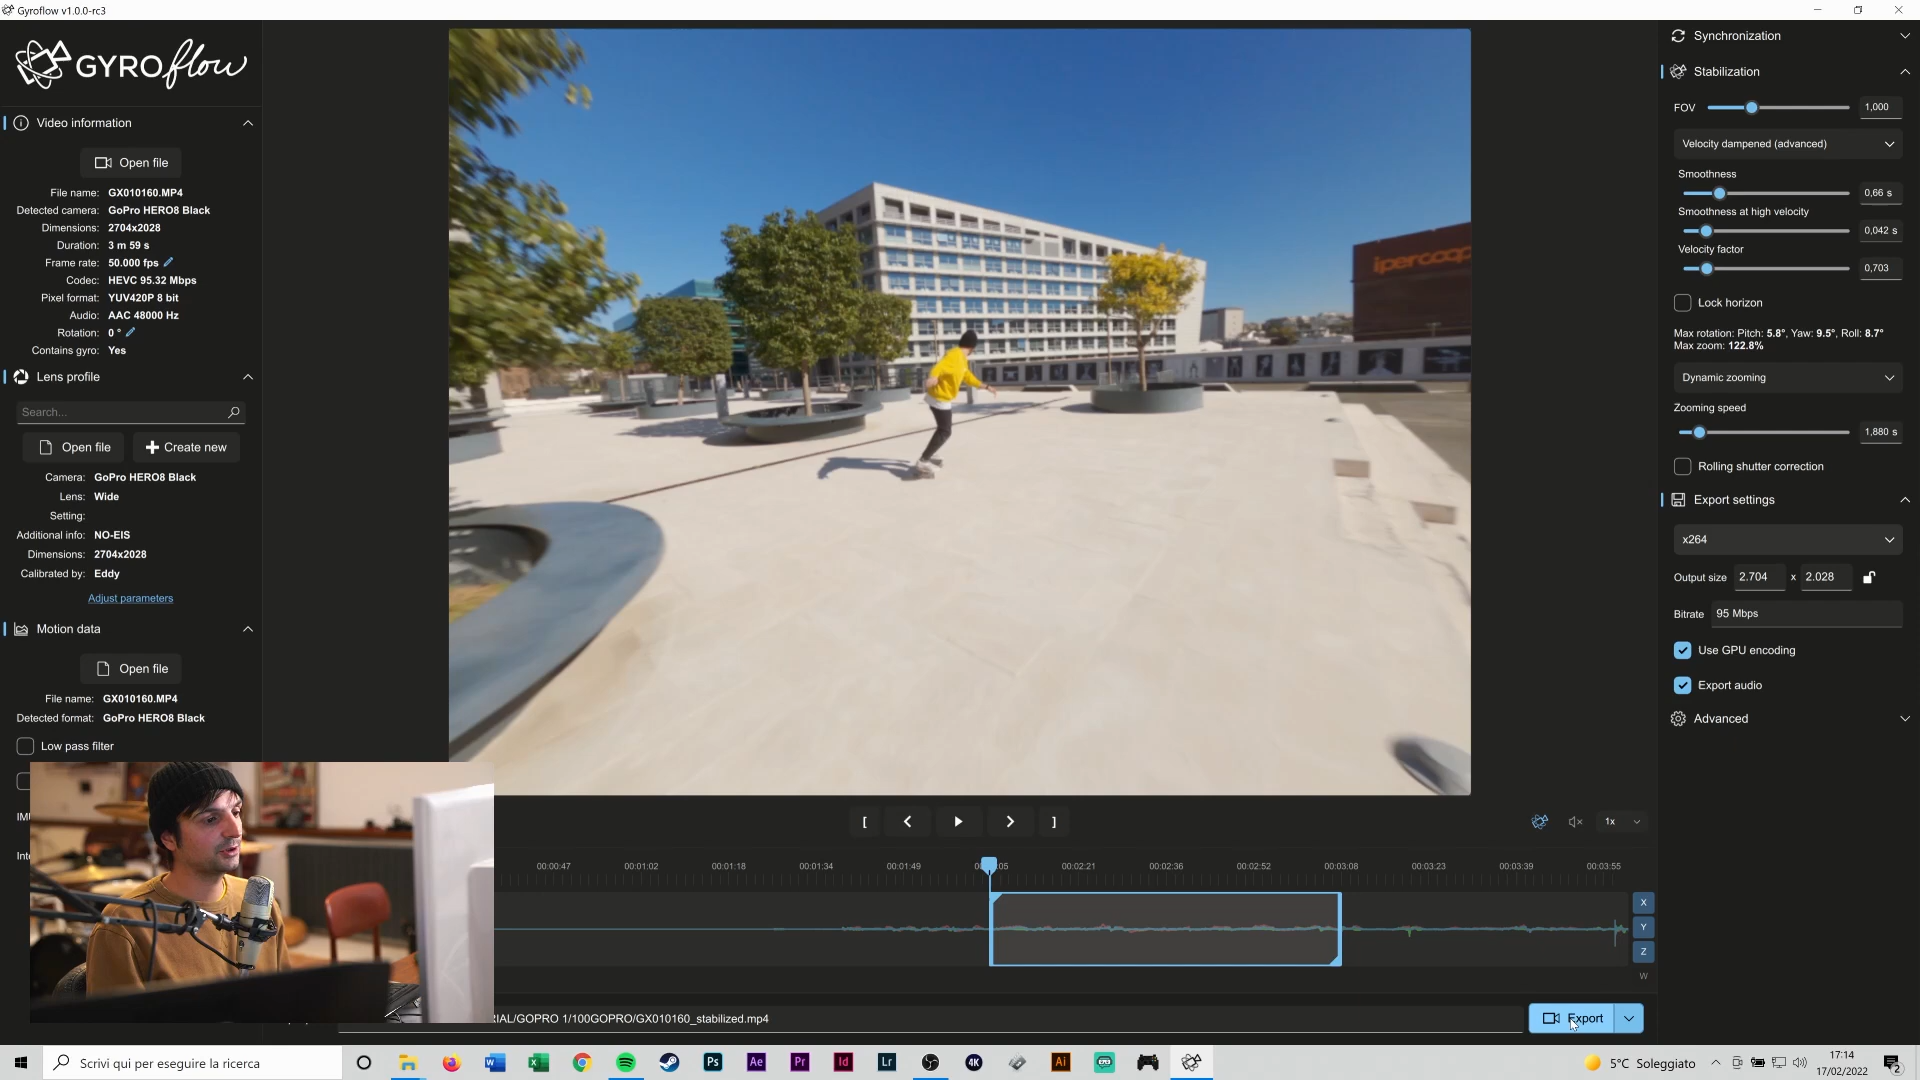 Gyroflow v1.0.0-rc3
GYROflow
Video information
Open file
File name: GX010160.MP4
Detected camera: GoPro HERO8 Black
Dimensions: 2704x2028
Duration: 3 m 59 s
Frame rate: 50.000 fps
Codec: HEVC 95.32 Mbps
Pixel format: YUV420P 8 bit
Audio: AAC 48000 Hz
Rotation: 0 °
Contains gyro: Yes
Lens profile
Search...
Open file
Create new
Camera: GoPro HERO8 Black
Lens: Wide
Setting:
Additional info: NO-EIS
Dimensions: 2704x2028
Calibrated by: Eddy
Adjust parameters
Motion data
Open file
File name: GX010160.MP4
Detected format: GoPro HERO8 Black
Low pass filter
ipercoop
[
]
1x
00:00:47 00:01:02 00:01:18 00:01:34 00:01:49 :05 00:02:21 00:02:36 00:02:52 00:03:08 00:03:23 00:03:39 00:03:55
X
Y
Z
W
RIAL/GOPRO 1/100GOPRO/GX010160_stabilized.mp4
Export
Synchronization
Stabilization
FOV 1,000
Velocity dampened (advanced)
Smoothness
0,66 s
Smoothness at high velocity
0,042 s
Velocity factor
0,703
Lock horizon
Max rotation: Pitch: 5.8°, Yaw: 9.5°, Roll: 8.7°
Max zoom: 122.8%
Dynamic zooming
Zooming speed
1,880 s
Rolling shutter correction
Export settings
x264
Output size 2.704 x 2.028
Bitrate 95 Mbps
Use GPU encoding
Export audio
Advanced
Scrivi qui per eseguire la ricerca
W
X
Ps
Ae
Pr
Id
Lr
4K
Ai
5°C Soleggiato
17:14
17/02/2022
2